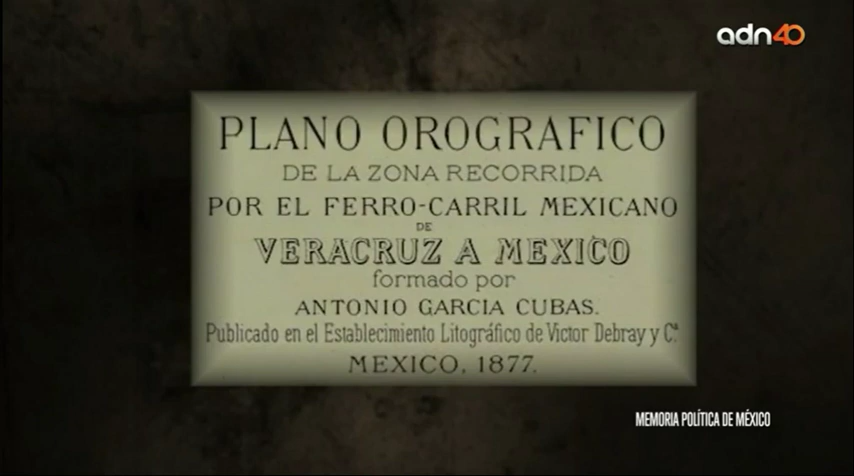 adn40
PLANO OROGRAFICO
DE LA ZONA RECORRIDA
POR EL FERRO-CARRIL MEXICANO
DE
VERACRUZ A MEXICO
formado por
ANTONIO GARCIA CUBAS.
Publicado en el Establecimiento Litográfico de Victor Debray y Cª
MEXICO, 1877.
MEMORIA POLÍTICA DE MÉXICO